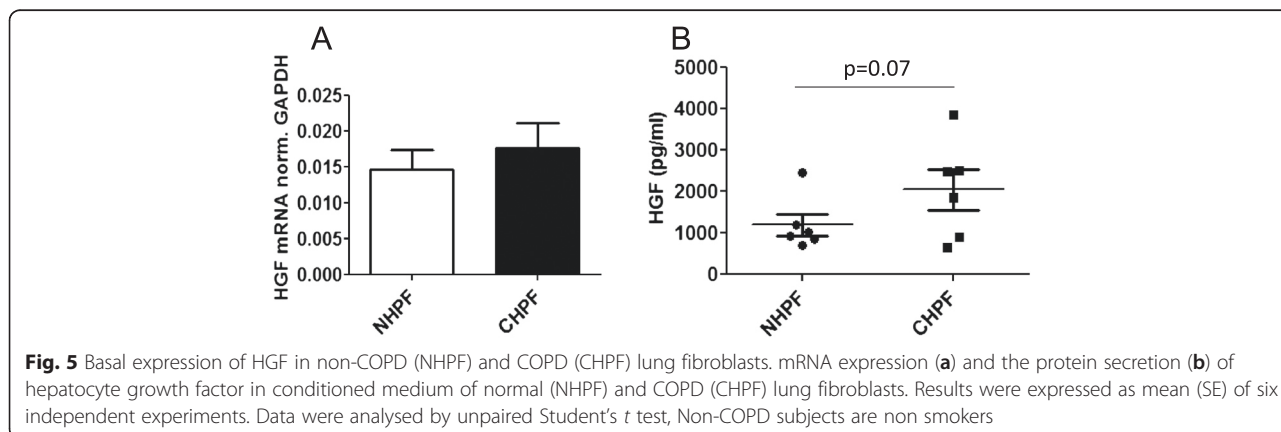 A
HGF mRNA norm. GAPDH
0.025
0.020
0.015
0.010
0.005
0.000
NHPF
CHPF
B
p=0.07
HGF (pg/ml)
5000
4000
3000
2000
1000
0
NHPF
CHPF
Fig. 5 Basal expression of HGF in non-COPD (NHPF) and COPD (CHPF) lung fibroblasts. mRNA expression (a) and the protein secretion (b) of
hepatocyte growth factor in conditioned medium of normal (NHPF) and COPD (CHPF) lung fibroblasts. Results were expressed as mean (SE) of six
independent experiments. Data were analysed by unpaired Student's t test, Non-COPD subjects are non smokers